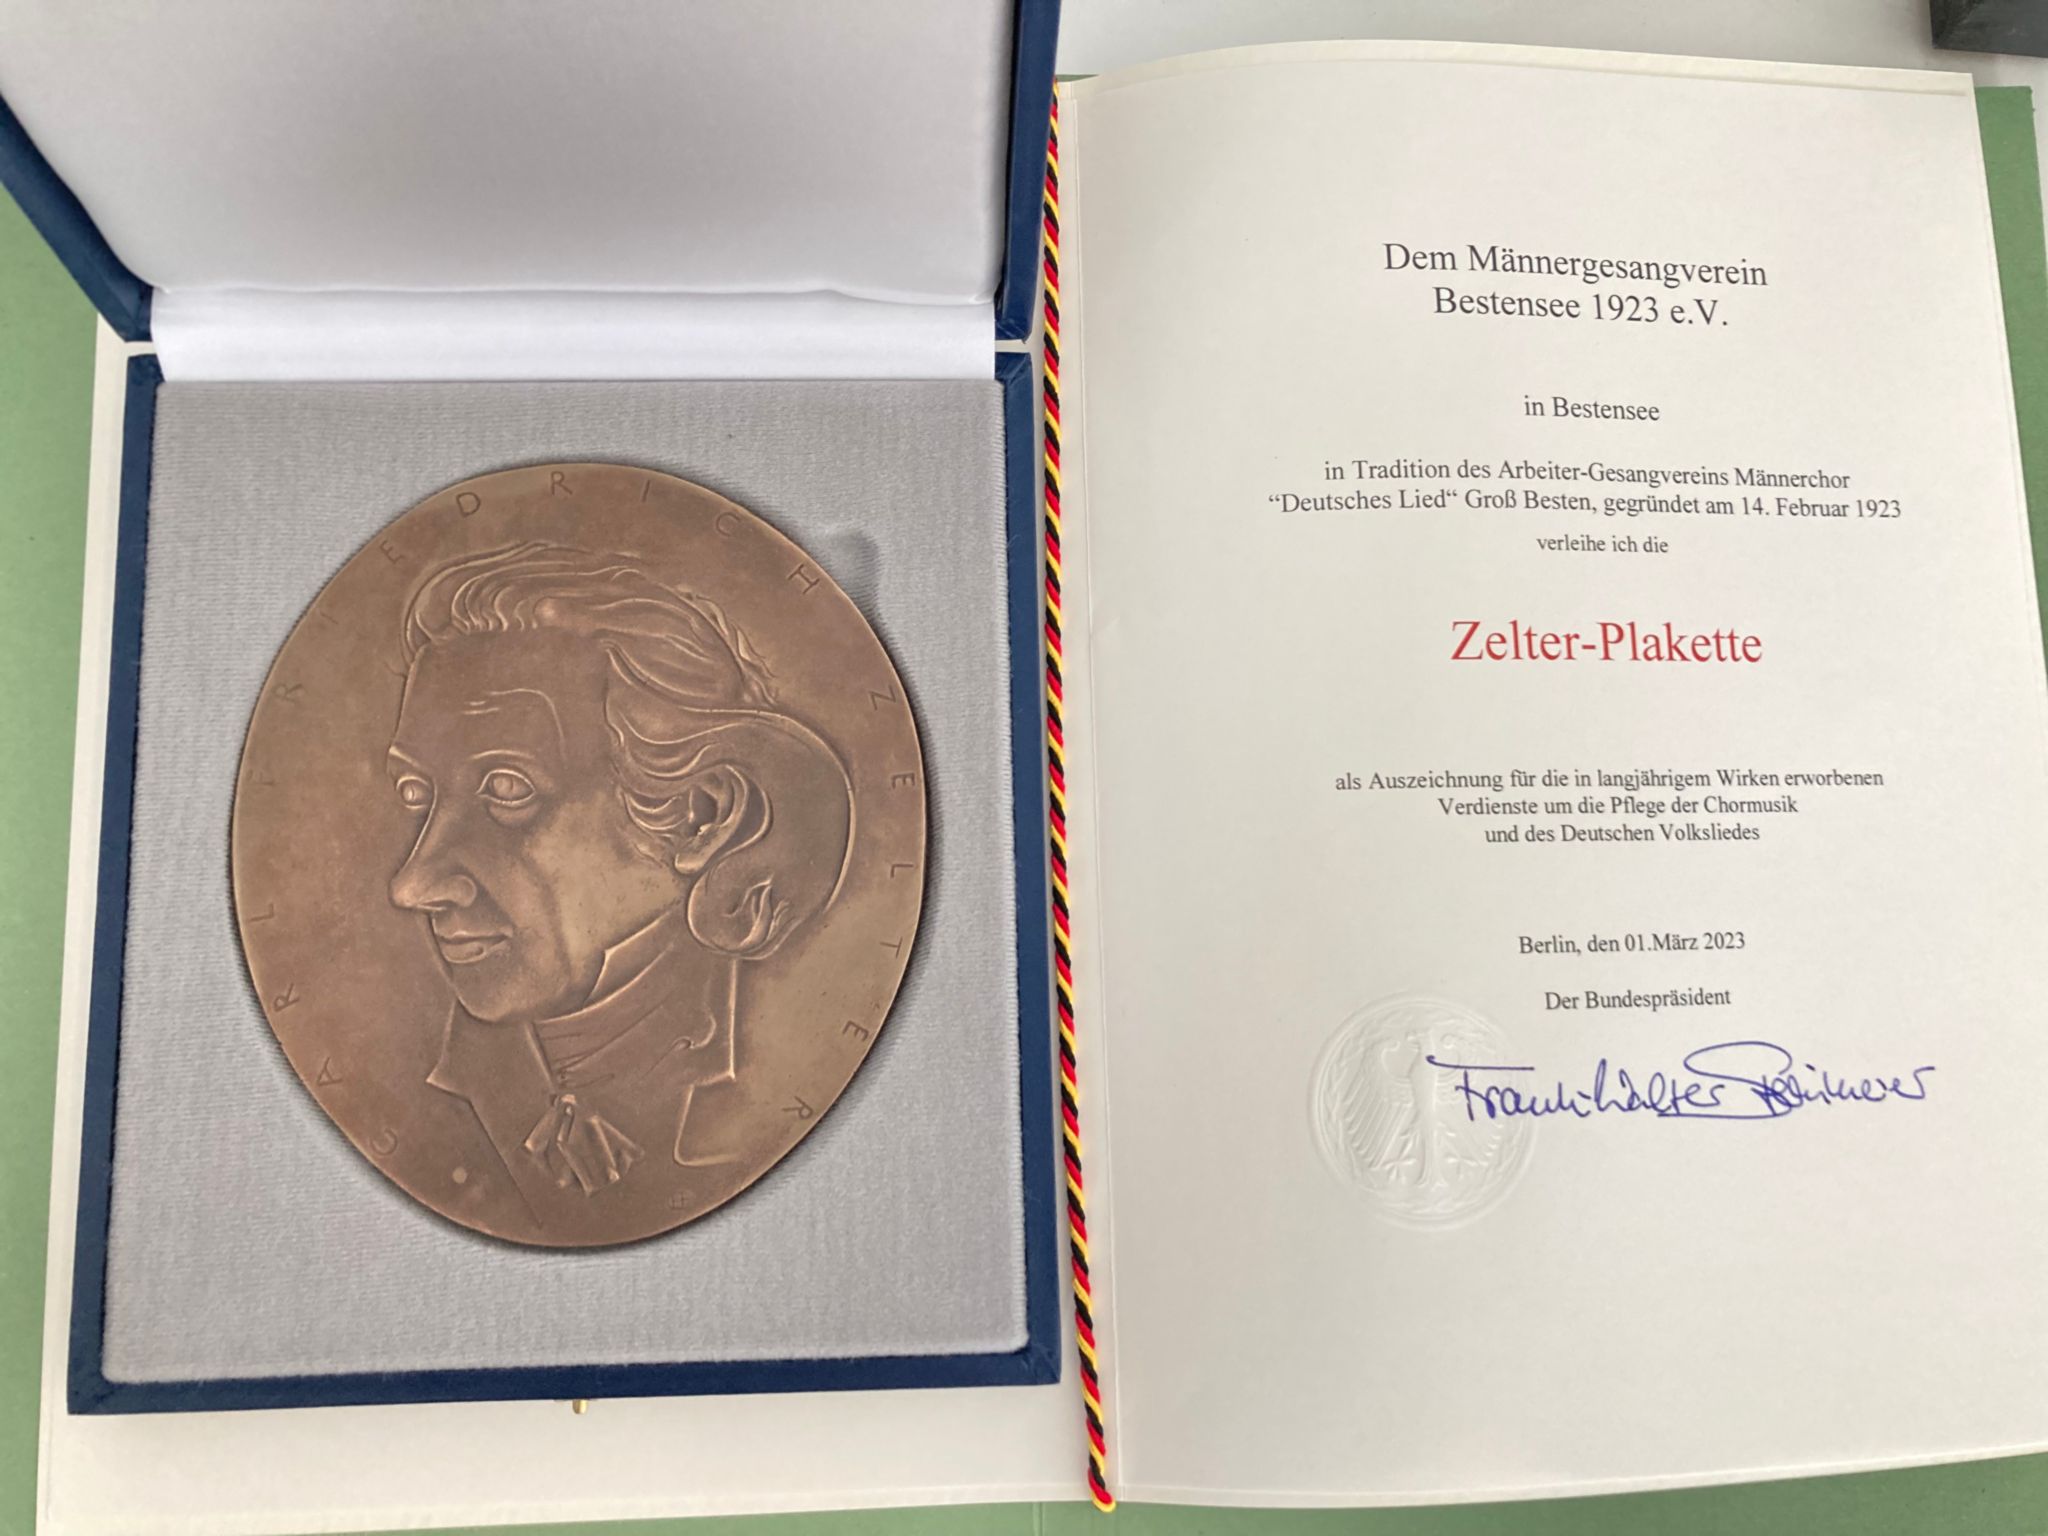 CARL FRIEDRICH ZELTER
Dem Männergesangverein
Bestensee 1923 e.V.
in Bestensee
in Tradition des Arbeiter-Gesangvereins Männerchor
“Deutsches Lied“ Groß Besten, gegründet am 14. Februar 1923
verleihe ich die
Zelter-Plakette
als Auszeichnung für die in langjährigem Wirken erworbenen
Verdienste um die Pflege der Chormusik
und des Deutschen Volksliedes
Berlin, den 01.März 2023
Der Bundespräsident
Frank-Walter Steinmeier